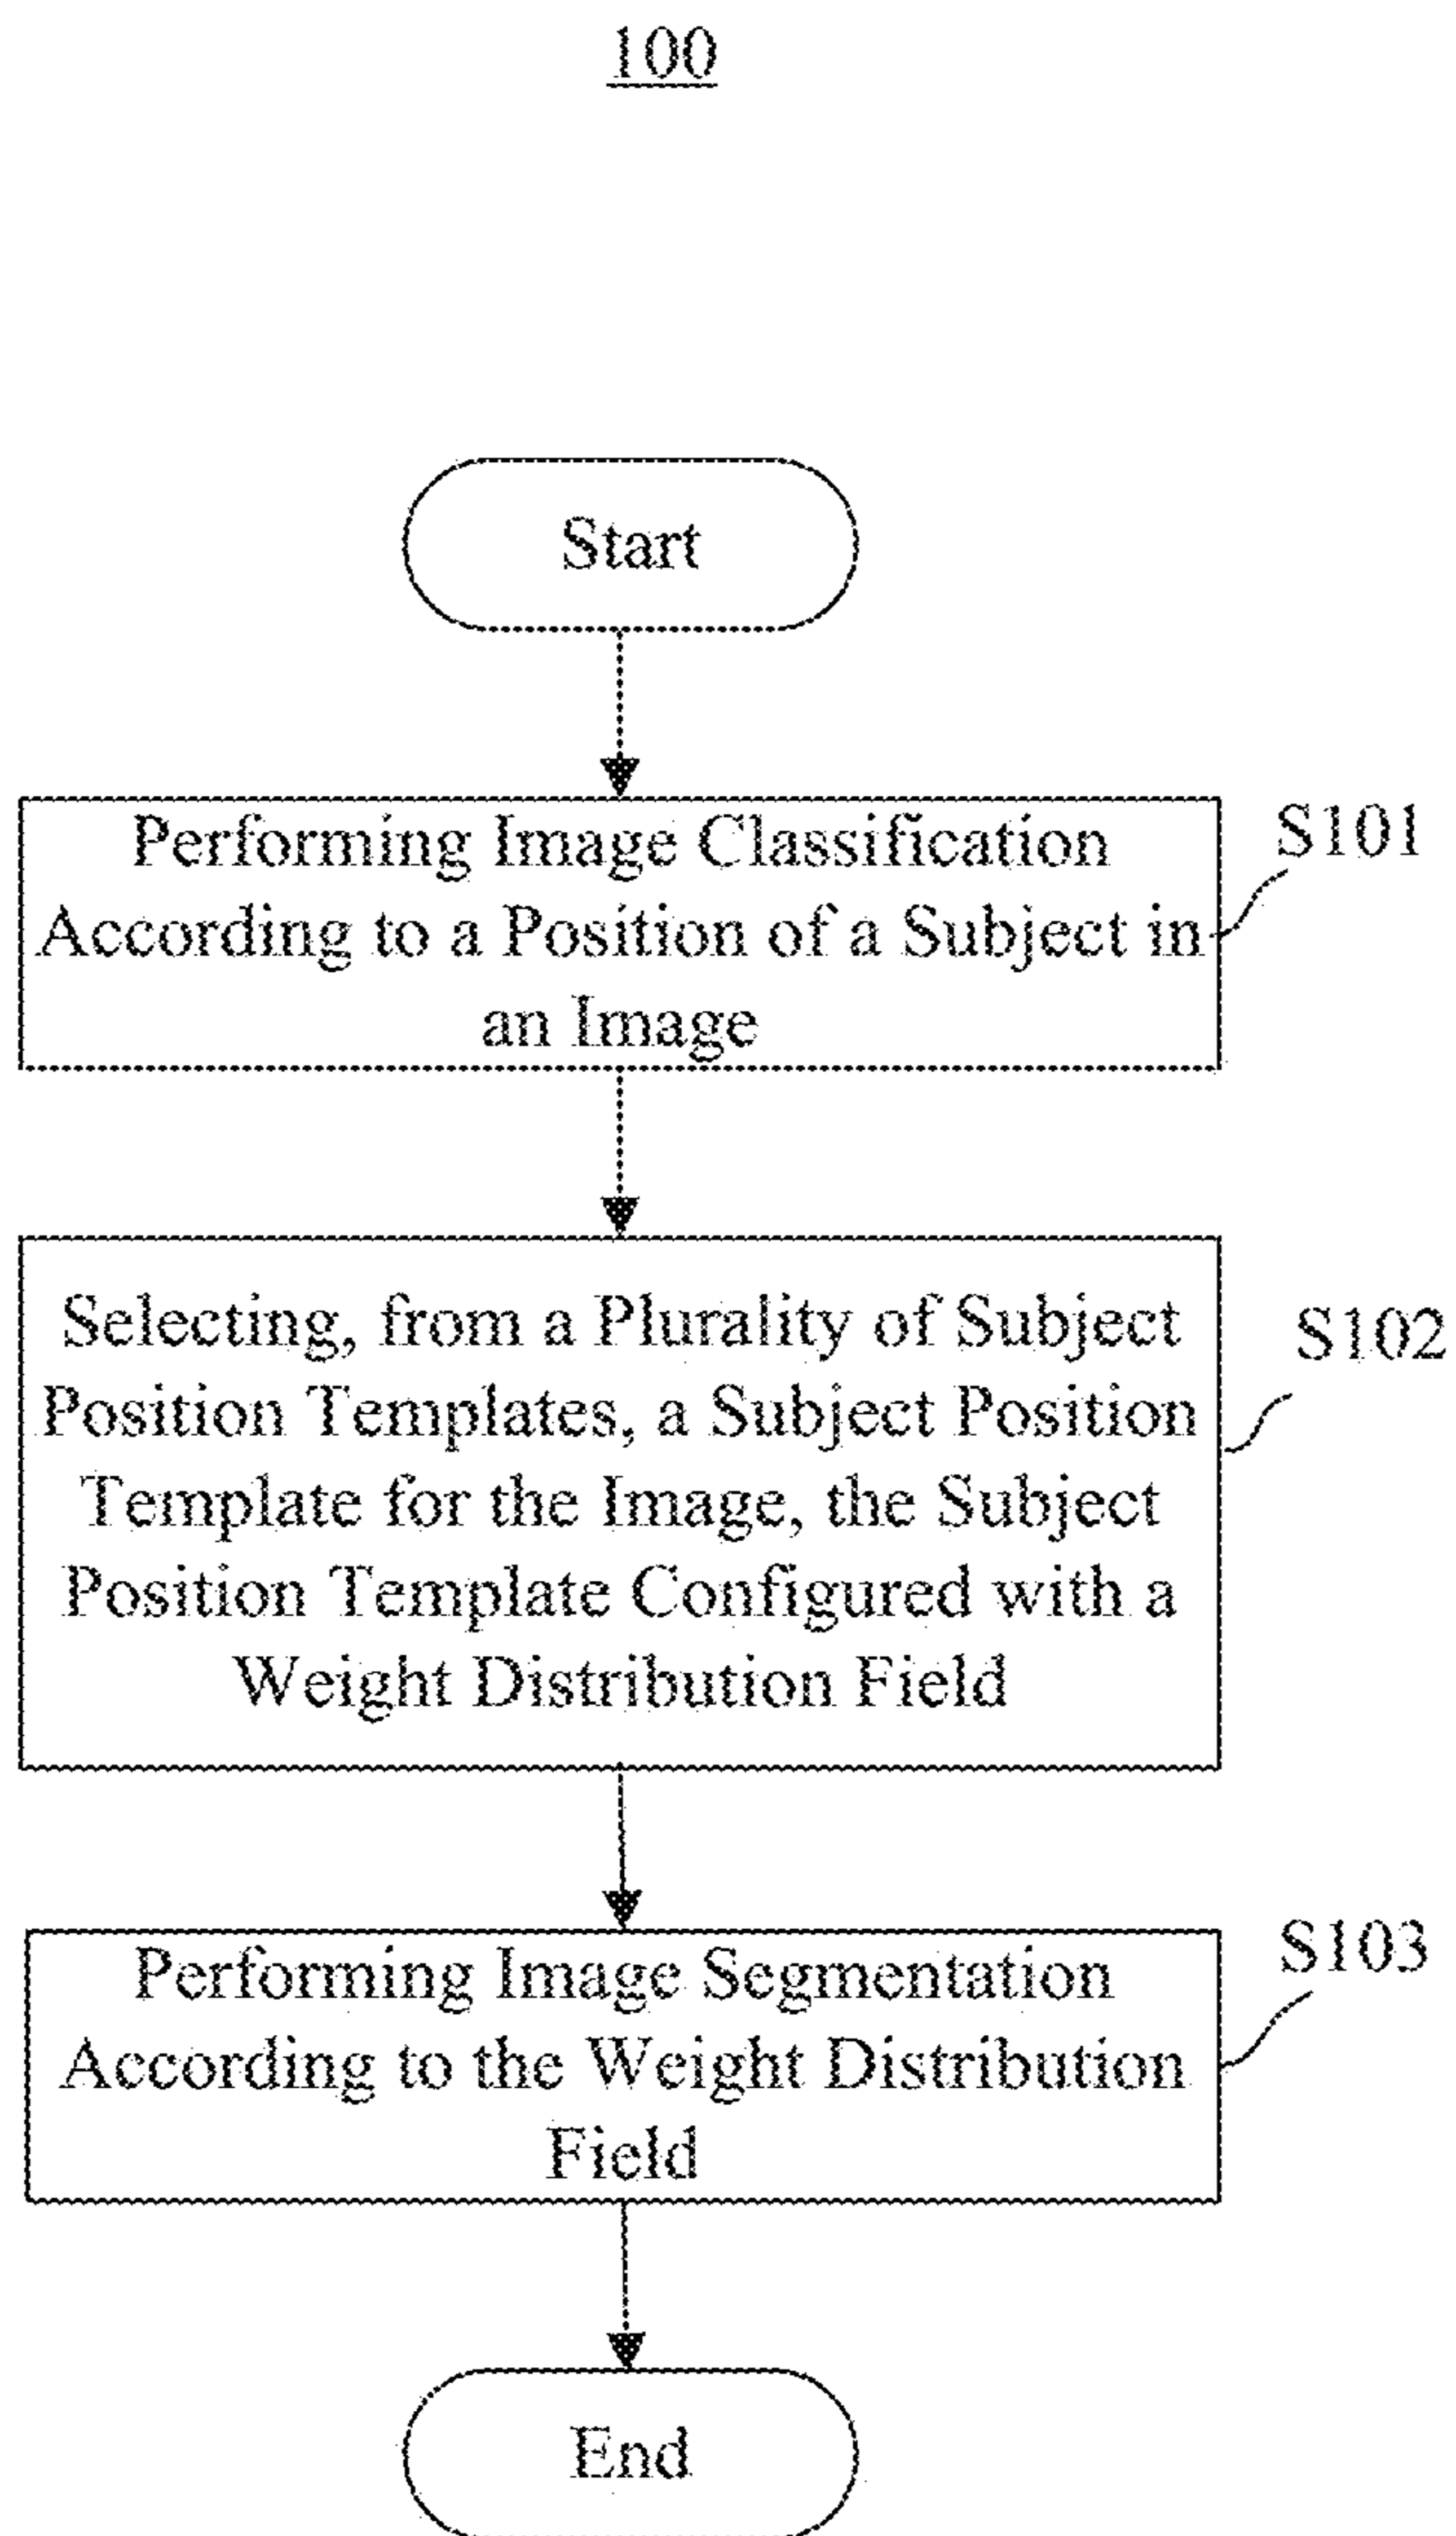 100
Start
Performing Image Classification
According to a Position of a Subject in
an Image
S101
Selecting, from a Plurality of Subject
Position Templates, a Subject Position
Template for the Image, the Subject
Position Template Configured with a
Weight Distribution Field
S102
Performing Image Segmentation
According to the Weight Distribution
Field
S103
End